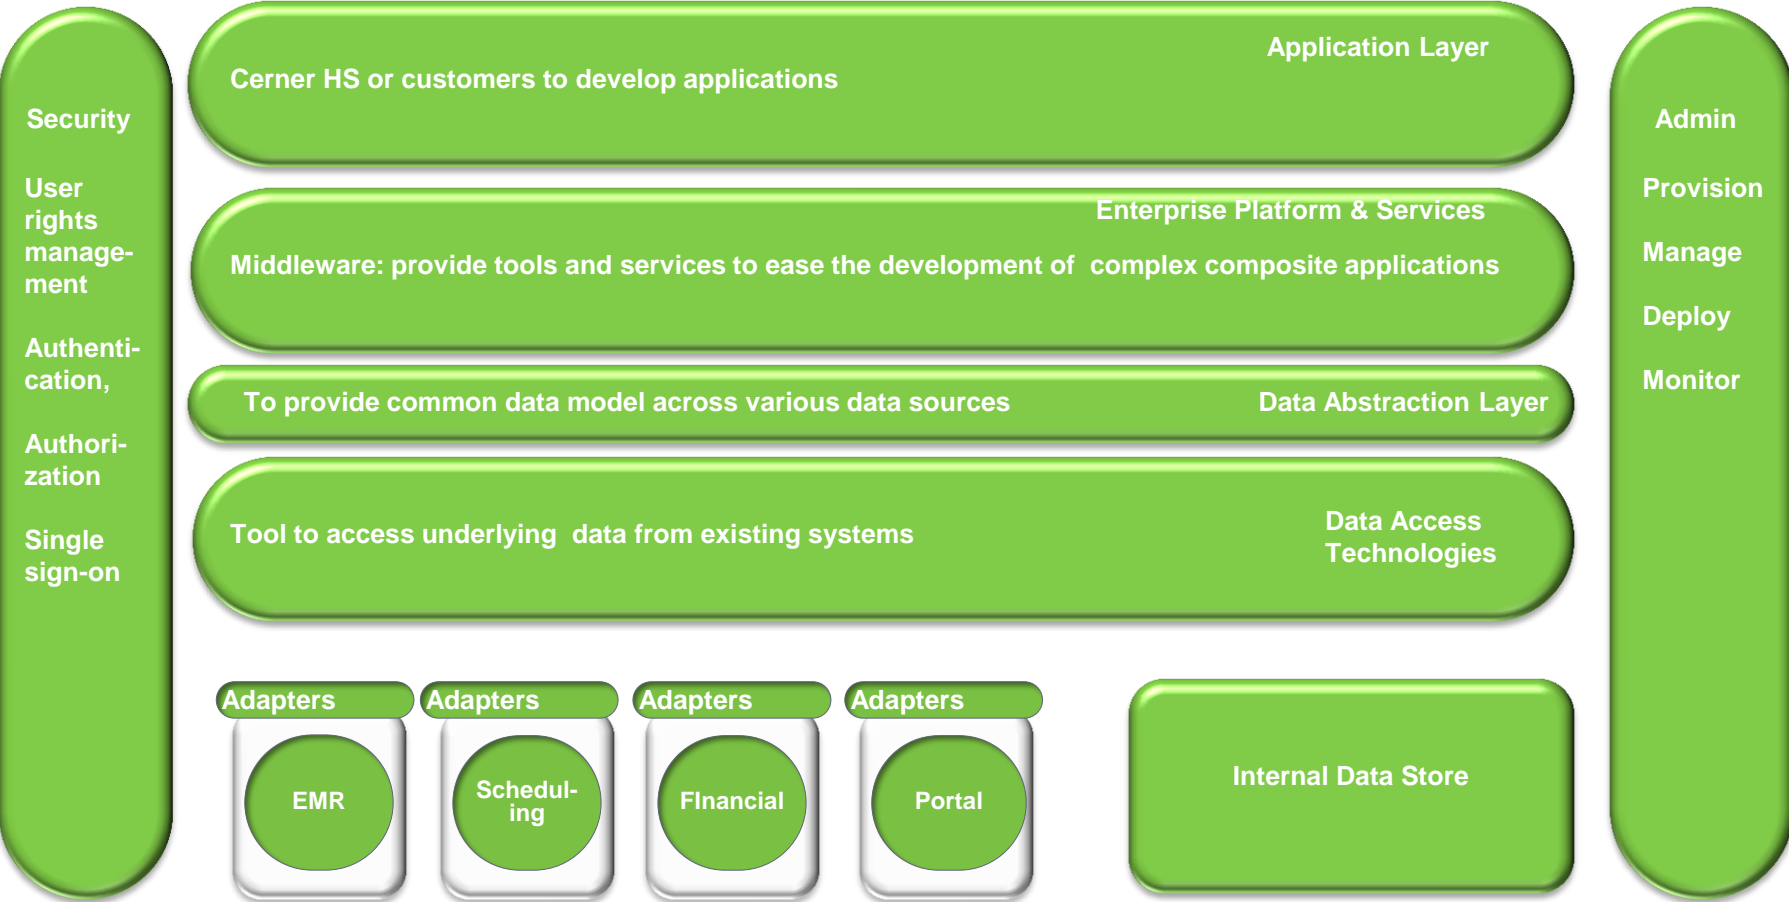 Security
User
rights
manage-
ment
Authenti-
cation,
Authori-
zation
Single
sign-on
Application Layer
Cerner HS or customers to develop applications
Enterprise Platform & Services
Middleware: provide tools and services to ease the development of  complex composite applications
To provide common data model across various data sources
Data Abstraction Layer
Tool to access underlying  data from existing systems
Data Access
Technologies
Adapters
EMR
Adapters
Schedul-
ing
Adapters
FInancial
Adapters
Portal
Internal Data Store
Admin
Provision
Manage
Deploy
Monitor